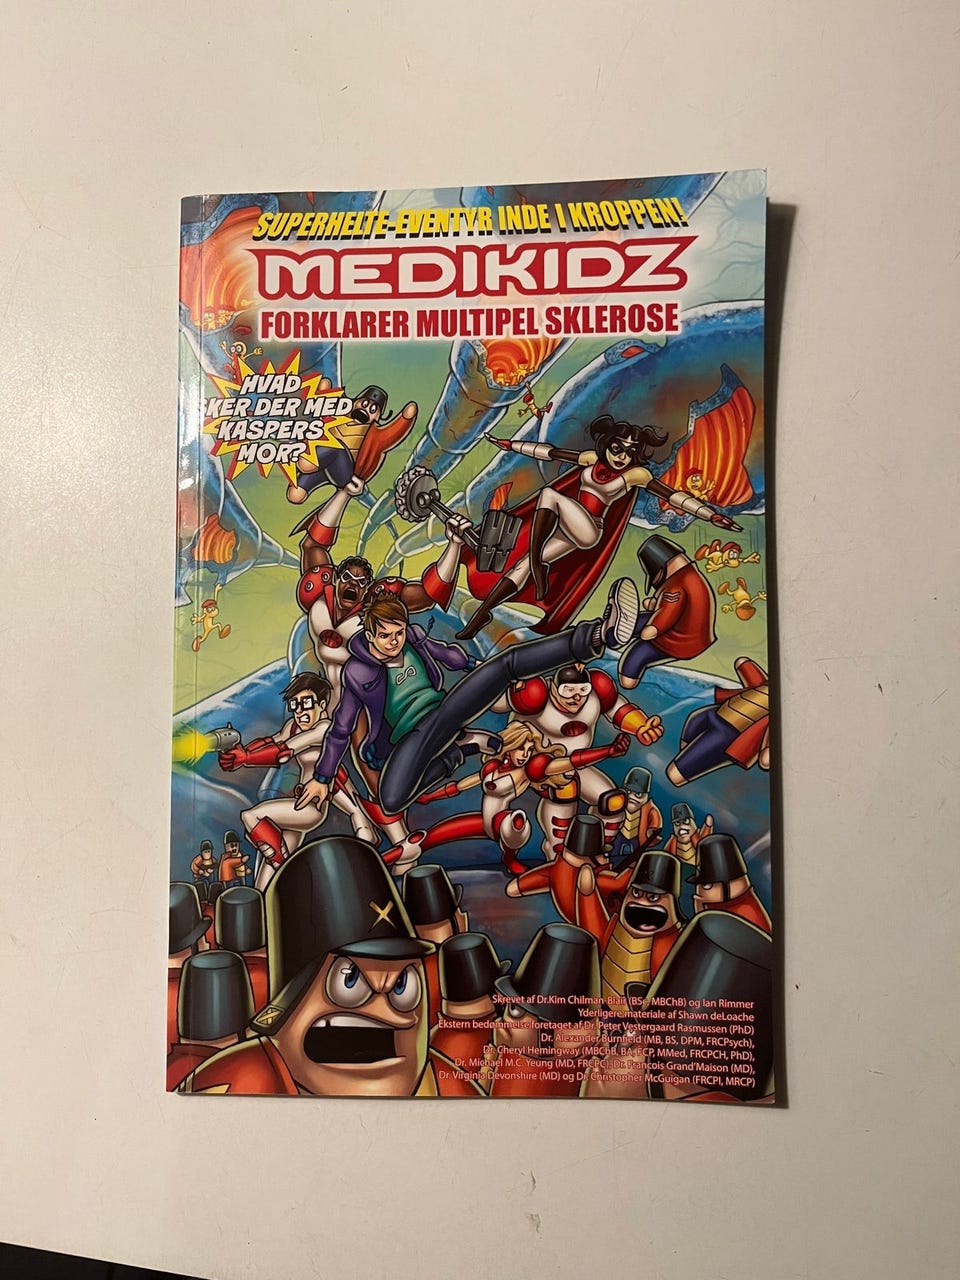 SUPERHELTE-EVENTYR INDE I KROPPEN!
MEDIKIDZ
FORKLARER MULTIPEL SKLEROSE
HVAD
SKER DER MED
KASPERS
MOR?
Skrevet af Dr.Kim Chilman-Blair (BSc, MBChB) og Ian Rimmer
Yderligere materiale af Shawn deLoache
Ekstern bedømmelse foretaget af Dr. Peter Vestergaard Rasmussen (PhD)
Dr. Alexander Burnfield (MB, BS, DPM, FRCPsych),
Dr. Cheryl Hemingway (MBChB, BA, FCP, MMed, FRCPCH, PhD),
Dr. Michael M.C. Yeung (MD, FRCPC), Dr. Francois Grand'Maison (MD),
Dr. Virginia Devonshire (MD) og Dr. Christopher McGuigan (FRCPI, MRCP)